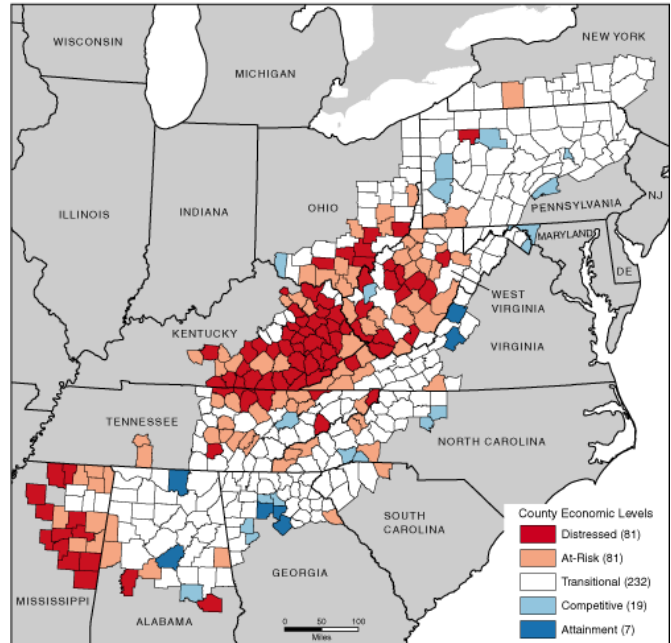 WISCONSIN
NEW YORK
MICHIGAN
OHIO
PENNSYLVANIA
NJ
ILLINOIS
INDIANA
MARYLAND
DE
WEST
VIRGINIA
KENTUCKY
VIRGINIA
TENNESSEE
NORTH CAROLINA
SOUTH
CAROLINA
GEORGIA
MISSISSIPPI
ALABAMA
0 50 100
Miles
County Economic Levels
Distressed (81)
At-Risk (81)
Transitional (232)
Competitive (19)
Attainment (7)